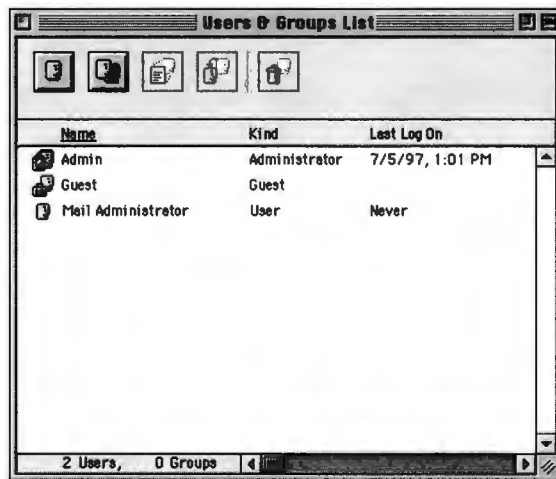 Users & Groups List
Name Kind Last Log On
Admin Administrator 7/5/97, 1:01 PM
Guest Guest
Mail Administrator User Never
2 Users, 0 Groups